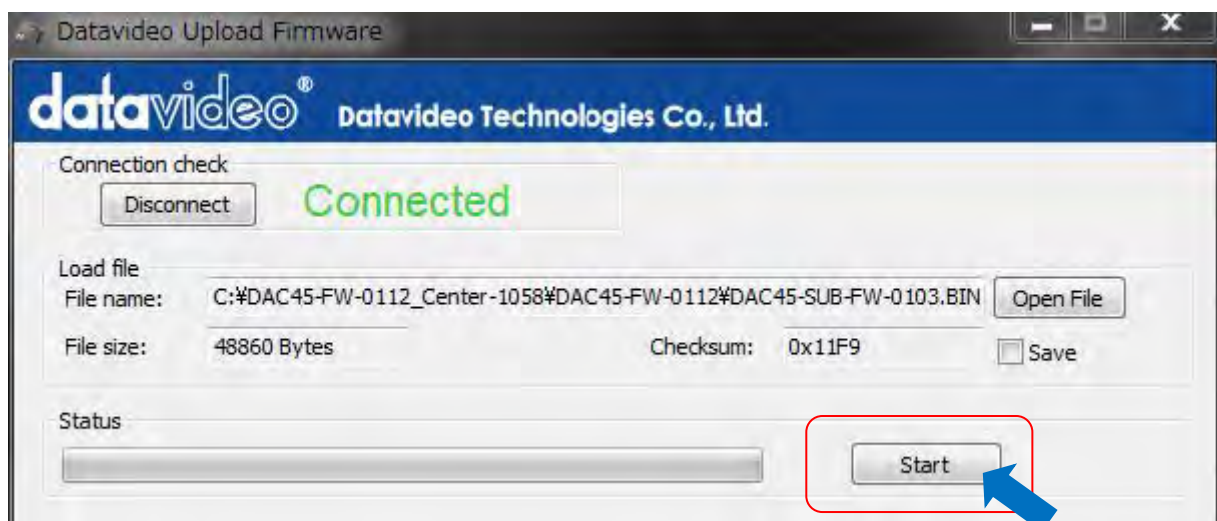 Datavideo Upload Firmware
datavideo® Datavideo Technologies Co., Ltd.
Connection check
Disconnect Connected
Load file
File name: C:¥DAC45-FW-0112_Center-1058¥DAC45-FW-0112¥DAC45-SUB-FW-0103.BIN Open File
File size: 48860 Bytes Checksum: 0x11F9 Save
Status
Start